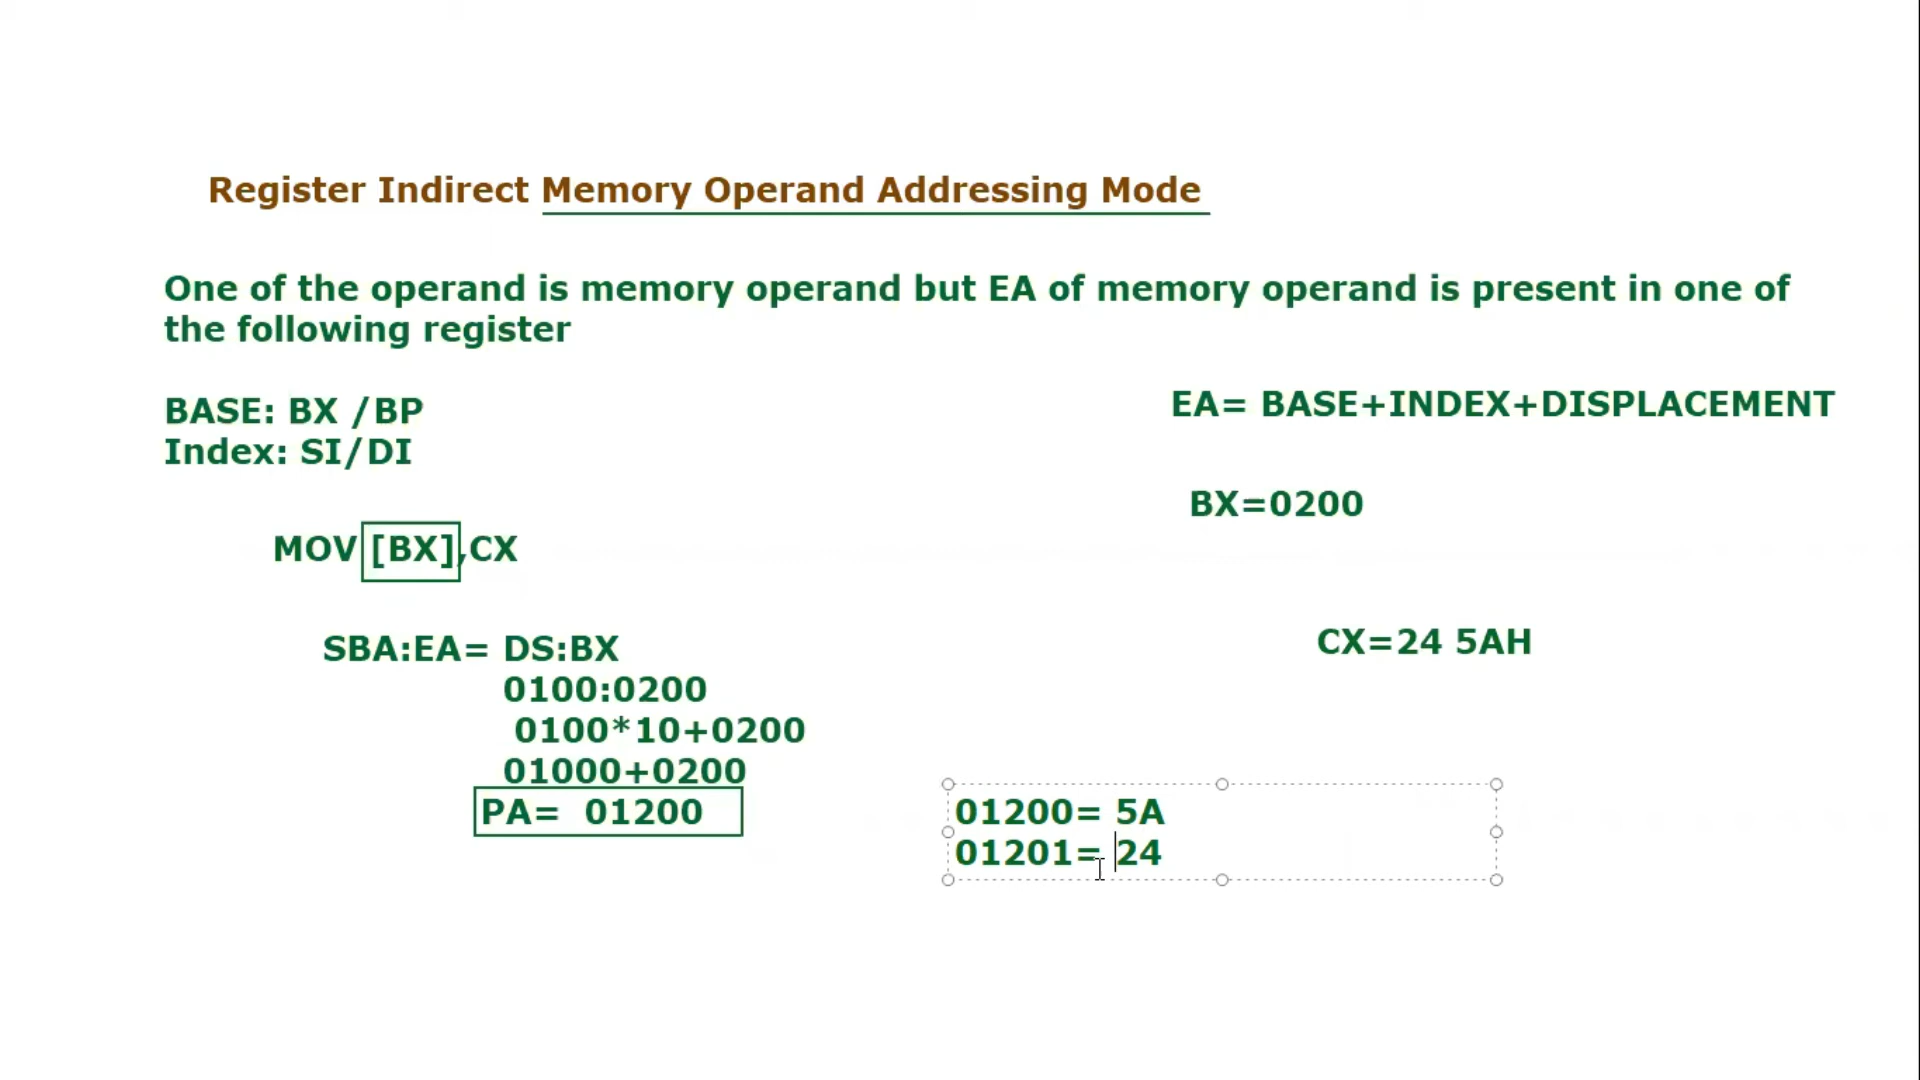 Register Indirect Memory Operand Addressing Mode
One of the operand is memory operand but EA of memory operand is present in one of
the following register
BASE: BX /BP
Index: SI/DI
EA= BASE+INDEX+DISPLACEMENT
BX=0200
MOV [BX],CX
CX=24 5AH
SBA:EA= DS:BX
0100:0200
0100*10+0200
01000+0200
PA= 01200
01200= 5A
01201= 24